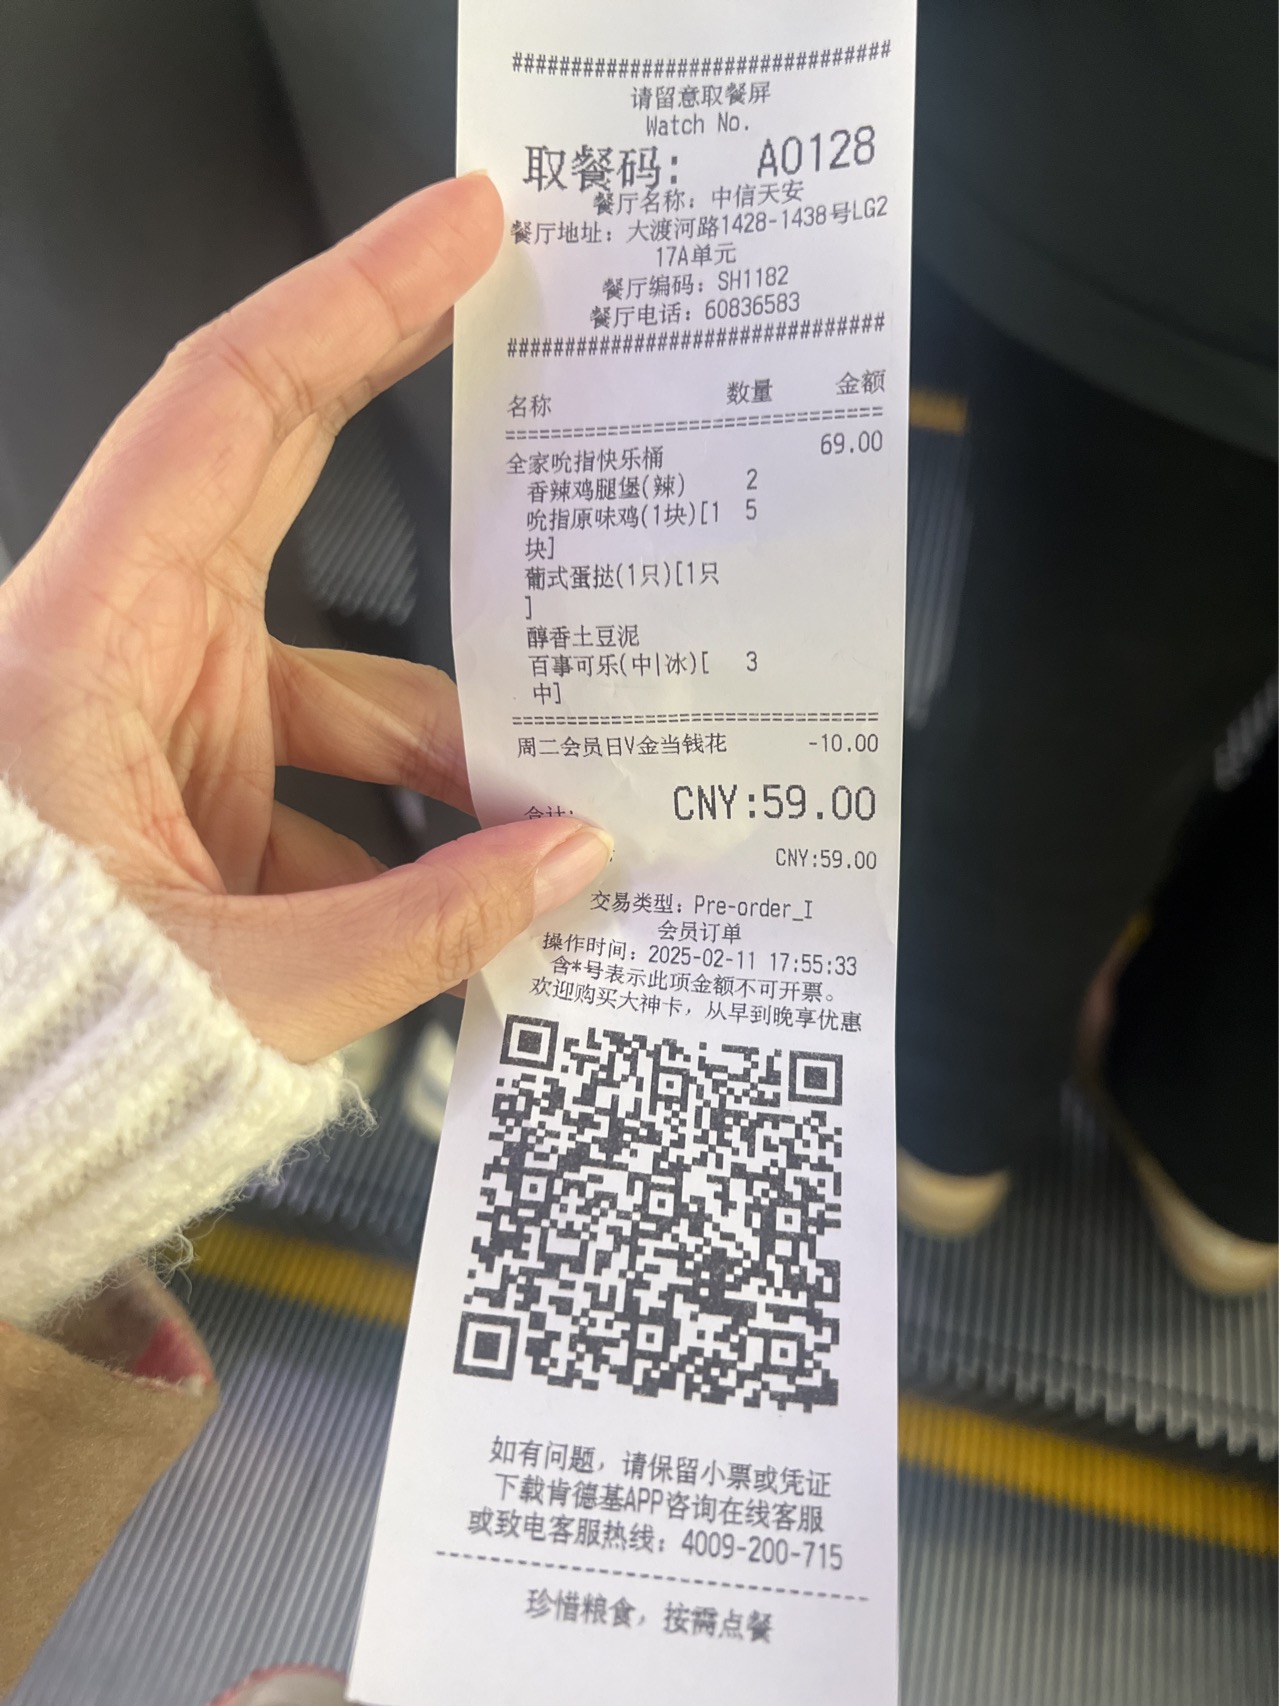 ################################
请留意取餐屏
Watch No.
取餐码: A0128
餐厅名称: 中信天安
餐厅地址: 大渡河路1428-1438号LG2
17A单元
餐厅编码: SH1182
餐厅电话: 60836583
################################
名称 数量 金额
================================
全家吮指快乐桶 69.00
香辣鸡腿堡(辣) 2
吮指原味鸡(1块)[1 5
块]
葡式蛋挞(1只)[1只
]
醇香土豆泥
百事可乐(中|冰)[ 3
中]
================================
周二会员日V金当钱花 -10.00
合计: CNY:59.00
: CNY:59.00
交易类型: Pre-order_I
会员订单
操作时间: 2025-02-11 17:55:33
含*号表示此项金额不可开票。
欢迎购买大神卡, 从早到晚享优惠
如有问题, 请保留小票或凭证
下载肯德基APP咨询在线客服
或致电客服热线: 4009-200-715
--------------------------------
珍惜粮食, 按需点餐